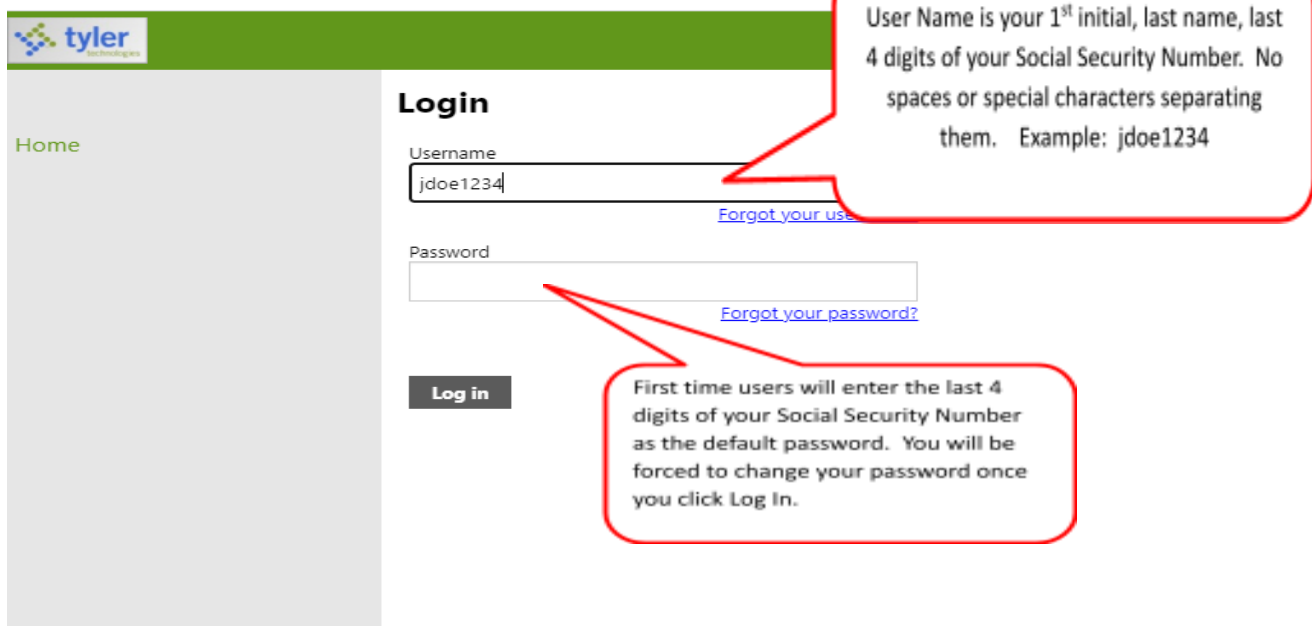 tyler
technologies
User Name is your 1st initial, last name, last
4 digits of your Social Security Number. No
spaces or special characters separating
them. Example: jdoe1234
Home
Login
Username
jdoe1234
Forgot your use
Password
Forgot your password?
Log in
First time users will enter the last 4
digits of your Social Security Number
as the default password. You will be
forced to change your password once
you click Log In.